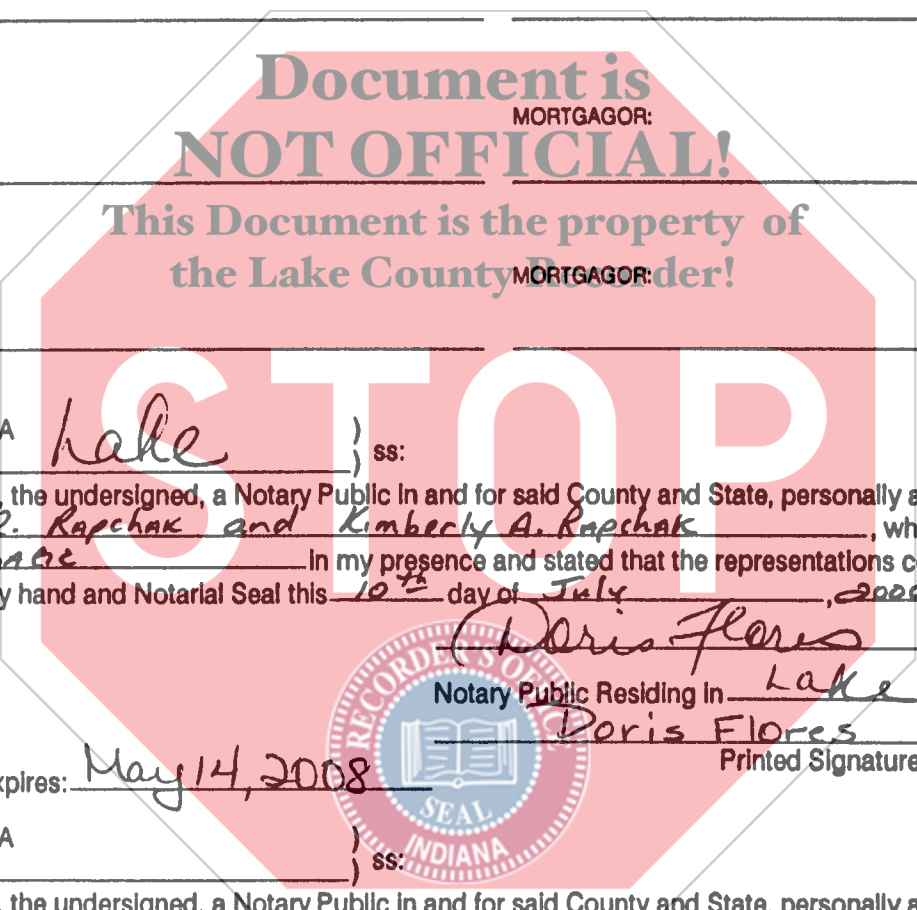 Document is
MORTGAGOR:
NOT OFFICIAL!
This Document is the property of
the Lake County Recorder!
MORTGAGOR:
STOP
A Lake ss:
, the undersigned, a Notary Public in and for said County and State, personally a
R. Rapchak and Kimberly A. Rapchak , wh
in my presence and stated that the representations c
y hand and Notarial Seal this 10th day of July , 200
Doris Flores
Notary Public Residing in Lake
Doris Flores
Printed Signature
xpires: May 14, 2008
RECORDER'S OFFICE
SEAL
INDIANA
A ss:
, the undersigned, a Notary Public in and for said County and State, personally a